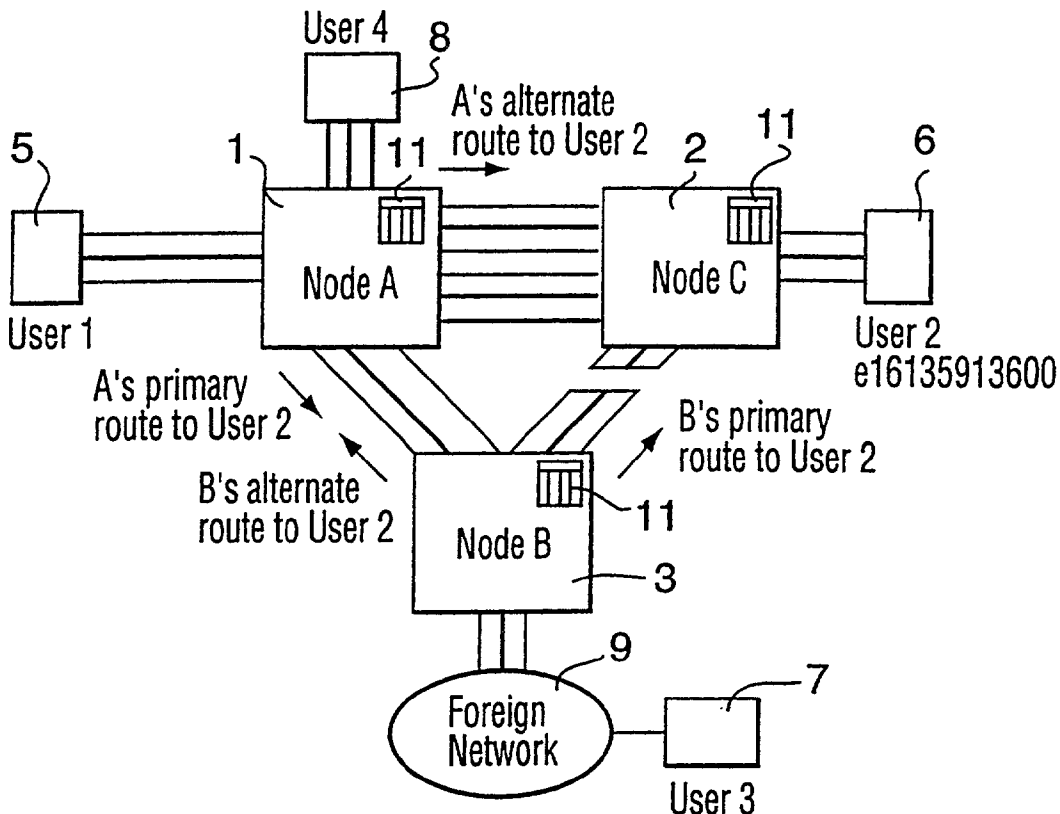 User 4
8
A's alternate
route to User 2
5
1
11
2
11
6
Node A
Node C
User 1
User 2
e16135913600
A's primary
route to User 2
B's primary
route to User 2
B's alternate
route to User 2
11
Node B
3
9
7
Foreign
Network
User 3